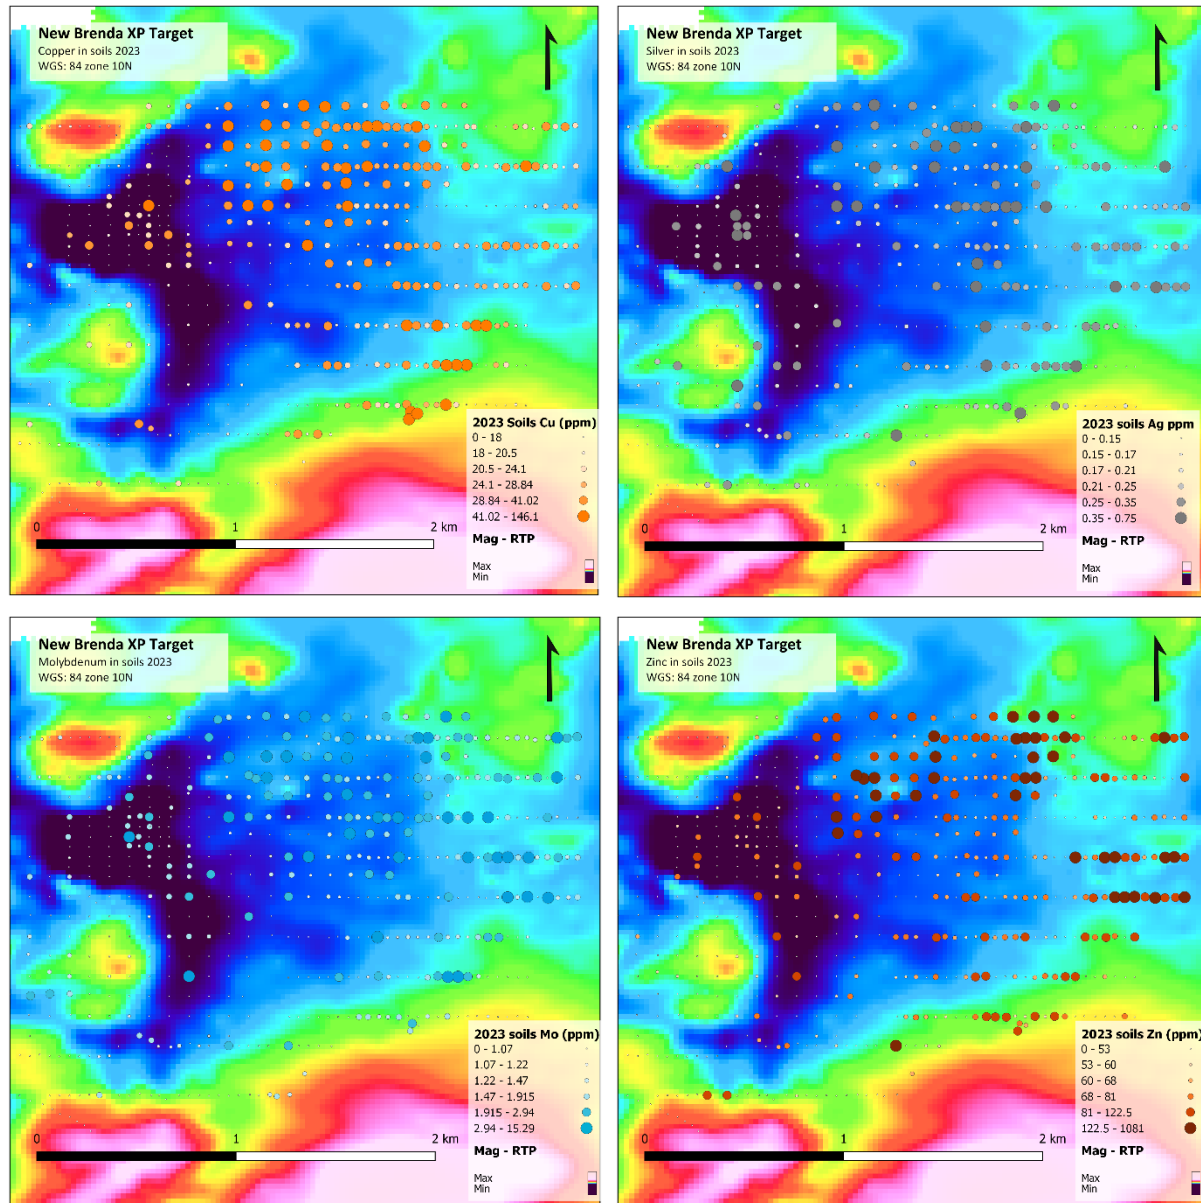 New Brenda XP Target
Copper in soils 2023
WGS: 84 zone 10N
2023 Soils Cu (ppm)
0 - 18
18 - 20.5
20.5 - 24.1
24.1 - 28.84
28.84 - 41.02
41.02 - 146.1
Mag - RTP
Max
Min
0
1
2 km
New Brenda XP Target
Silver in soils 2023
WGS: 84 zone 10N
2023 soils Ag ppm
0 - 0.15
0.15 - 0.17
0.17 - 0.21
0.21 - 0.25
0.25 - 0.35
0.35 - 0.75
Mag - RTP
Max
Min
0
1
2 km
New Brenda XP Target
Molybdenum in soils 2023
WGS: 84 zone 10N
2023 soils Mo (ppm)
0 - 1.07
1.07 - 1.22
1.22 - 1.47
1.47 - 1.915
1.915 - 2.94
2.94 - 15.29
Mag - RTP
Max
Min
0
1
2 km
New Brenda XP Target
Zinc in soils 2023
WGS: 84 zone 10N
2023 soils Zn (ppm)
0 - 53
53 - 60
60 - 68
68 - 81
81 - 122.5
122.5 - 1081
Mag - RTP
Max
Min
0
1
2 km